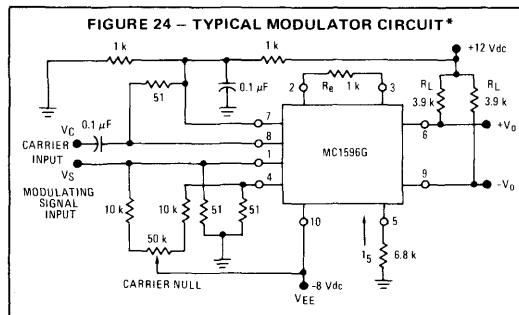 FIGURE 24 – TYPICAL MODULATOR CIRCUIT*
1 k
1 k
+12 Vdc
51
0.1 μF
2
Re 1 k
3
RL
3.9 k
RL
3.9 k
0.1 μF
VC
CARRIER
INPUT
7
8
6
+Vo
VS
MODULATING
SIGNAL INPUT
1
4
MC1596G
9
-Vo
10 k
10 k
51
51
10
5
50 k
I5
6.8 k
CARRIER NULL
-8 Vdc
VEE